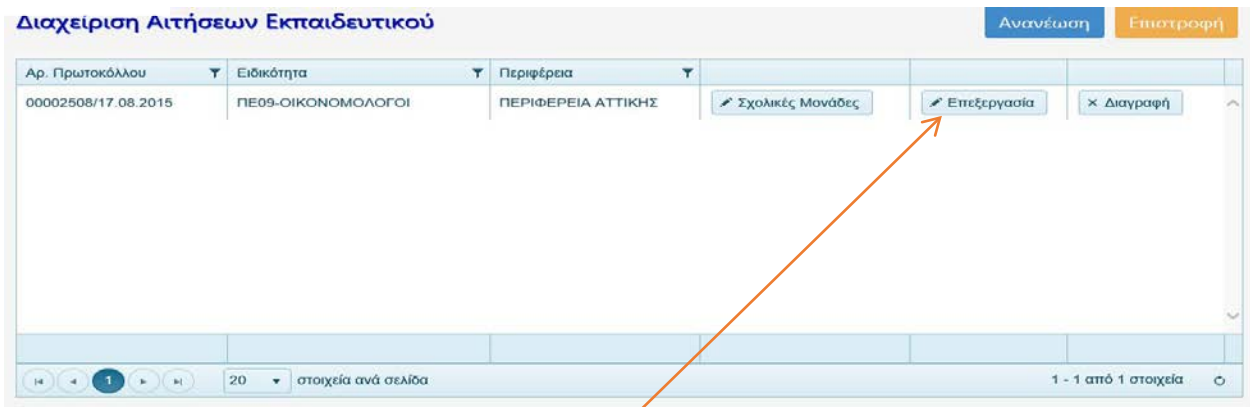 Διαχείριση Αιτήσεων Εκπαιδευτικού Ανανέωση Επιστροφή
Αρ. Πρωτοκόλλου Ειδικότητα Περιφέρεια
00002508/17.08.2015 ΠΕ09-ΟΙΚΟΝΟΜΟΛΟΓΟΙ ΠΕΡΙΦΕΡΕΙΑ ΑΤΤΙΚΗΣ Σχολικές Μονάδες Επεξεργασία × Διαγραφή
1 20 στοιχεία ανά σελίδα 1 - 1 από 1 στοιχεία